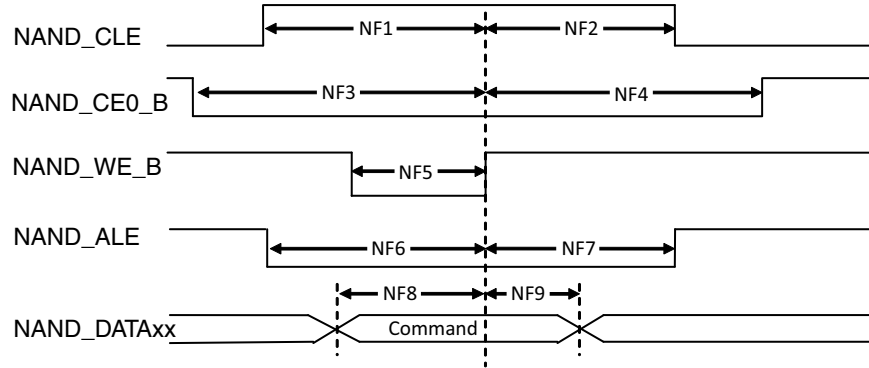 NAND_CLE NF1 NF2
NAND_CE0_B NF3 NF4
NAND_WE_B NF5
NAND_ALE NF6 NF7
NF8 NF9
NAND_DATAxx Command